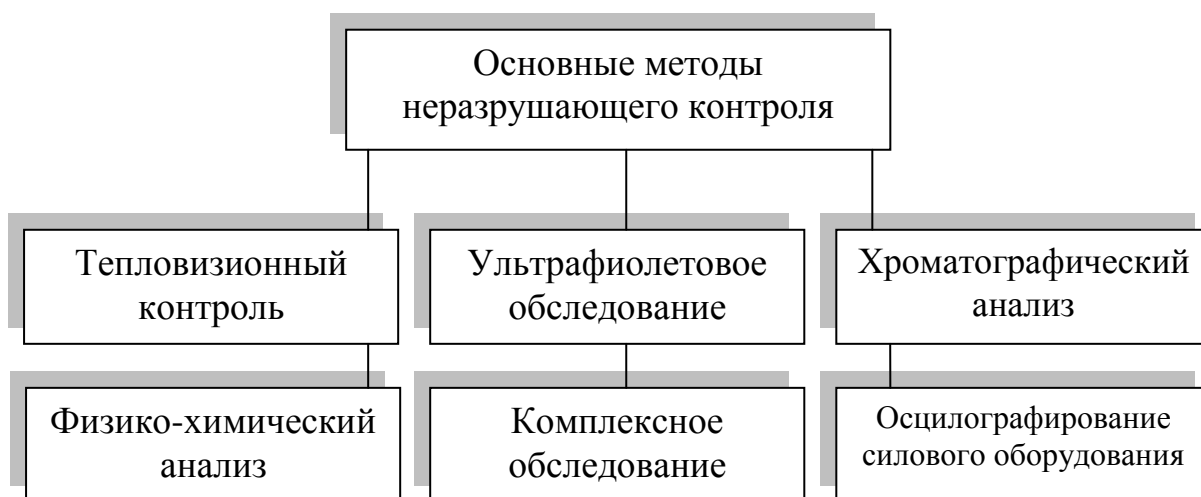 Основные методы
неразрушающего контроля
Тепловизионный
контроль
Ультрафиолетовое
обследование
Хроматографический
анализ
Физико-химический
анализ
Комплексное
обследование
Осцилографирование
силового оборудования